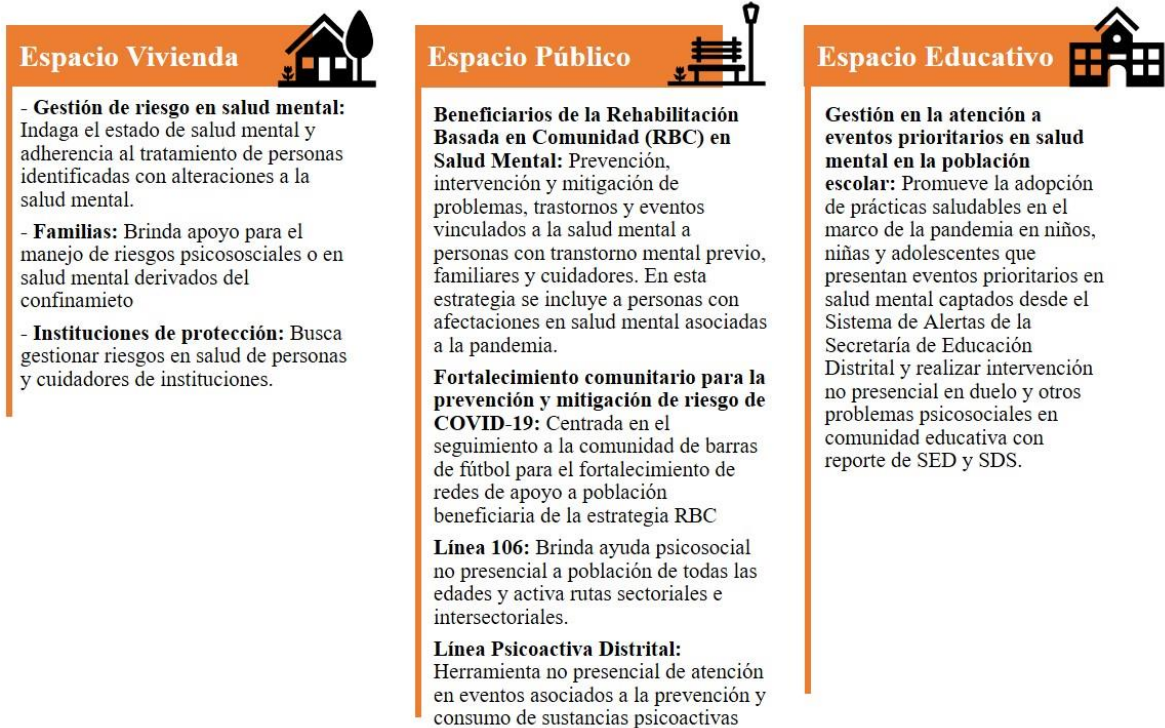 Espacio Vivienda
- Gestión de riesgo en salud mental:
Indaga el estado de salud mental y
adherencia al tratamiento de personas
identificadas con alteraciones a la
salud mental.
- Familias: Brinda apoyo para el
manejo de riesgos psicososciales o en
salud mental derivados del
confinamieto
- Instituciones de protección: Busca
gestionar riesgos en salud de personas
y cuidadores de instituciones.
Espacio Público
Beneficiarios de la Rehabilitación
Basada en Comunidad (RBC) en
Salud Mental: Prevención,
intervención y mitigación de
problemas, trastornos y eventos
vinculados a la salud mental a
personas con transtorno mental previo,
familiares y cuidadores. En esta
estrategia se incluye a personas con
afectaciones en salud mental asociadas
a la pandemia.
Fortalecimiento comunitario para la
prevención y mitigación de riesgo de
COVID-19: Centrada en el
seguimiento a la comunidad de barras
de fútbol para el fortalecimiento de
redes de apoyo a población
beneficiaria de la estrategia RBC
Línea 106: Brinda ayuda psicosocial
no presencial a población de todas las
edades y activa rutas sectoriales e
intersectoriales.
Línea Psicoactiva Distrital:
Herramienta no presencial de atención
en eventos asociados a la prevención y
consumo de sustancias psicoactivas
Espacio Educativo
Gestión en la atención a
eventos prioritarios en salud
mental en la población
escolar: Promueve la adopción
de prácticas saludables en el
marco de la pandemia en niños,
niñas y adolescentes que
presentan eventos prioritarios en
salud mental captados desde el
Sistema de Alertas de la
Secretaría de Educación
Distrital y realizar intervención
no presencial en duelo y otros
problemas psicosociales en
comunidad educativa con
reporte de SED y SDS.